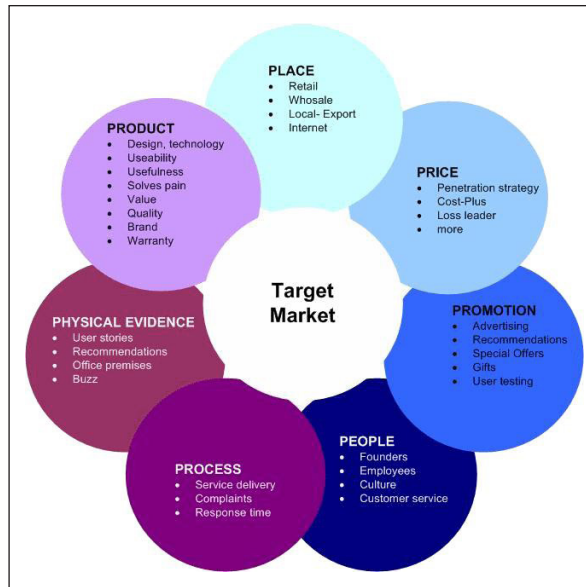 PLACE
• Retail
• Whosale
• Local- Export
• Internet
PRODUCT
• Design, technology
• Useability
• Usefulness
• Solves pain
• Value
• Quality
• Brand
• Warranty
PRICE
• Penetration strategy
• Cost-Plus
• Loss leader
• more
Target
Market
PHYSICAL EVIDENCE
• User stories
• Recommendations
• Office premises
• Buzz
PROMOTION
• Advertising
• Recommendations
• Special Offers
• Gifts
• User testing
PROCESS
• Service delivery
• Complaints
• Response time
PEOPLE
• Founders
• Employees
• Culture
• Customer service